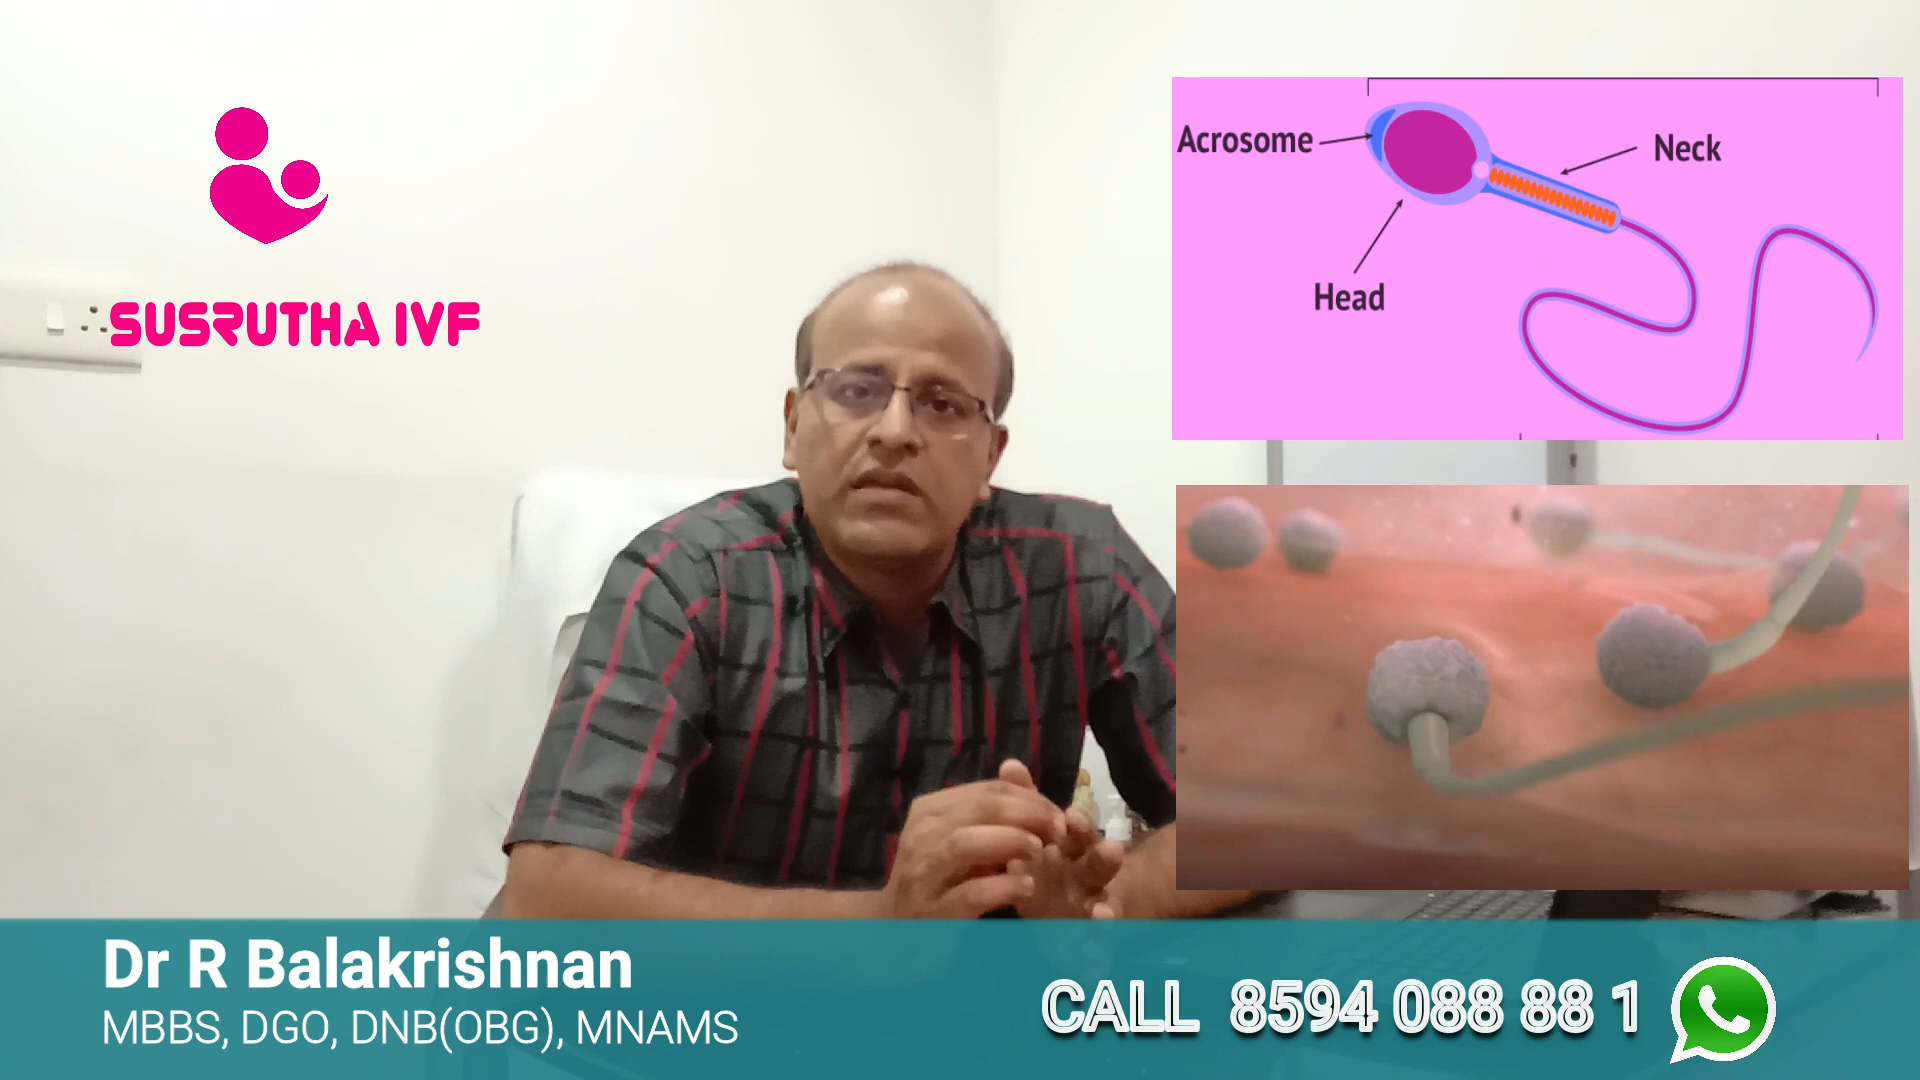 SUSRUTHA IVF
Acrosome
Neck
Head
Dr R Balakrishnan
MBBS, DGO, DNB(OBG), MNAMS
CALL 8594 088 88 1